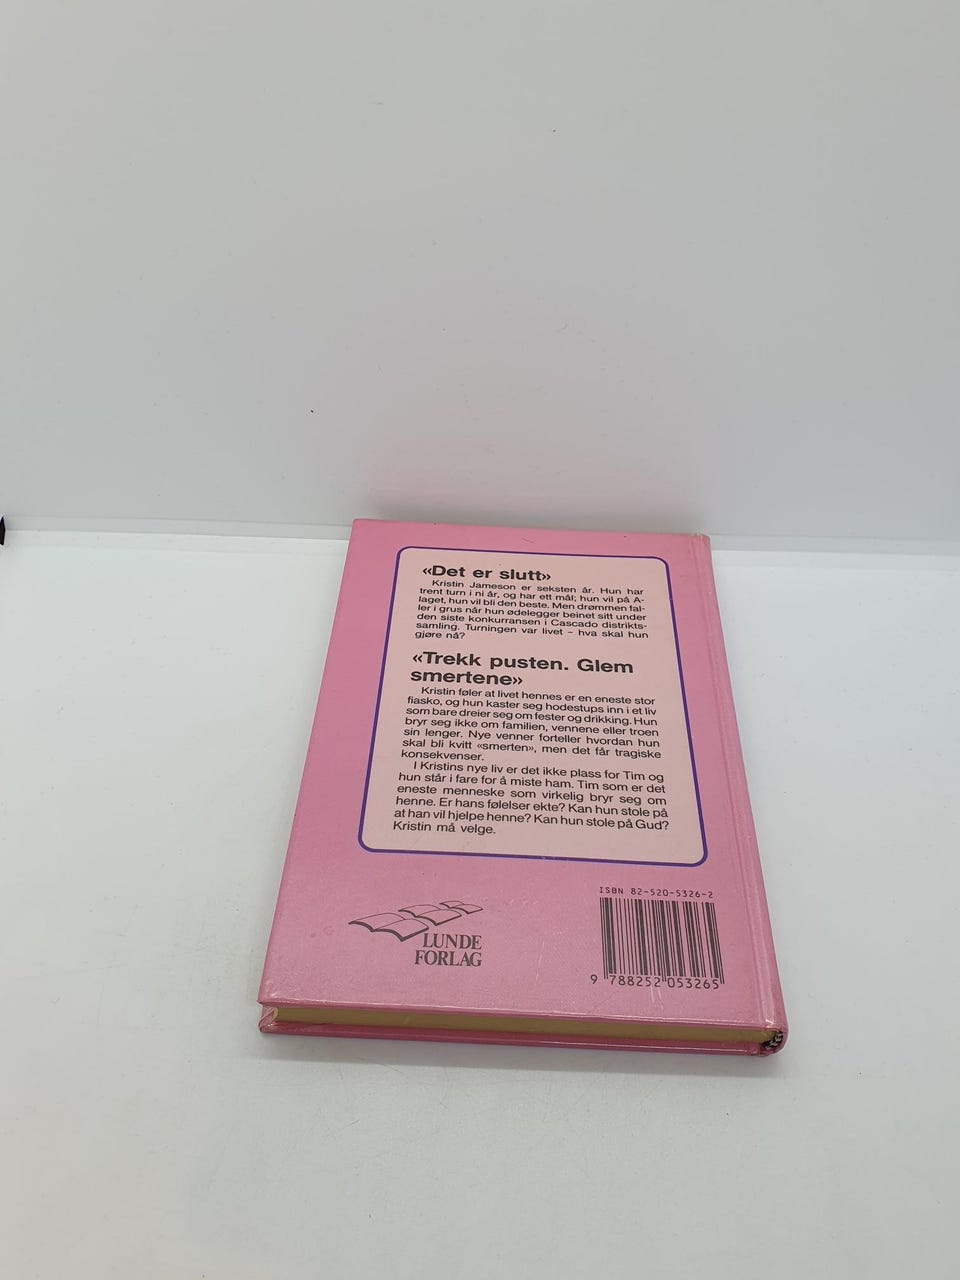 «Det er slutt»
Kristin Jameson er seksten år. Hun har
trent turn i ni år, og har ett mål; hun vil på A-
laget, hun vil bli den beste. Men drømmen fal-
ler i grus når hun ødelegger beinet sitt under
den siste konkurransen i Cascado distrikts-
samling. Turningen var livet – hva skal hun
gjøre nå?
«Trekk pusten. Glem
smertene»
Kristin føler at livet hennes er en eneste stor
fiasko, og hun kaster seg hodestups inn i et liv
som bare dreier seg om fester og drikking. Hun
bryr seg ikke om familien, vennene eller troen
sin lenger. Nye venner forteller hvordan hun
skal bli kvitt «smerten», men det får tragiske
konsekvenser.
I Kristins nye liv er det ikke plass for Tim og
hun står i fare for å miste ham. Tim som er det
eneste menneske som virkelig bryr seg om
henne. Er hans følelser ekte? Kan hun stole på
at han vil hjelpe henne? Kan hun stole på Gud?
Kristin må velge.
ISBN 82-520-5326-2
LUNDE
FORLAG
9 788252 053265